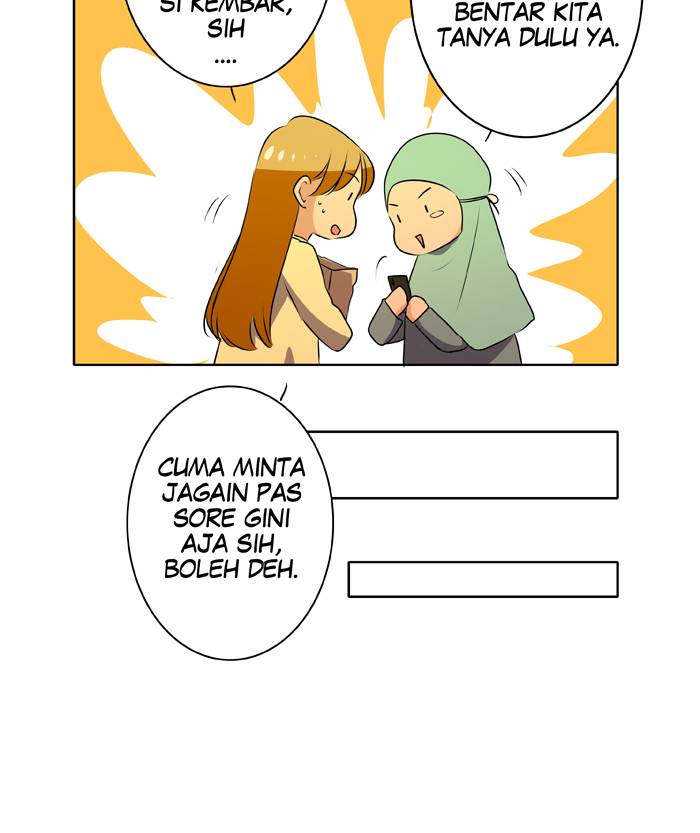 SI KEMBAR,
SIH
....
BENTAR KITA
TANYA DULU YA.
CUMA MINTA
JAGAIN PAS
SORE GINI
AJA SIH,
BOLEH DEH.